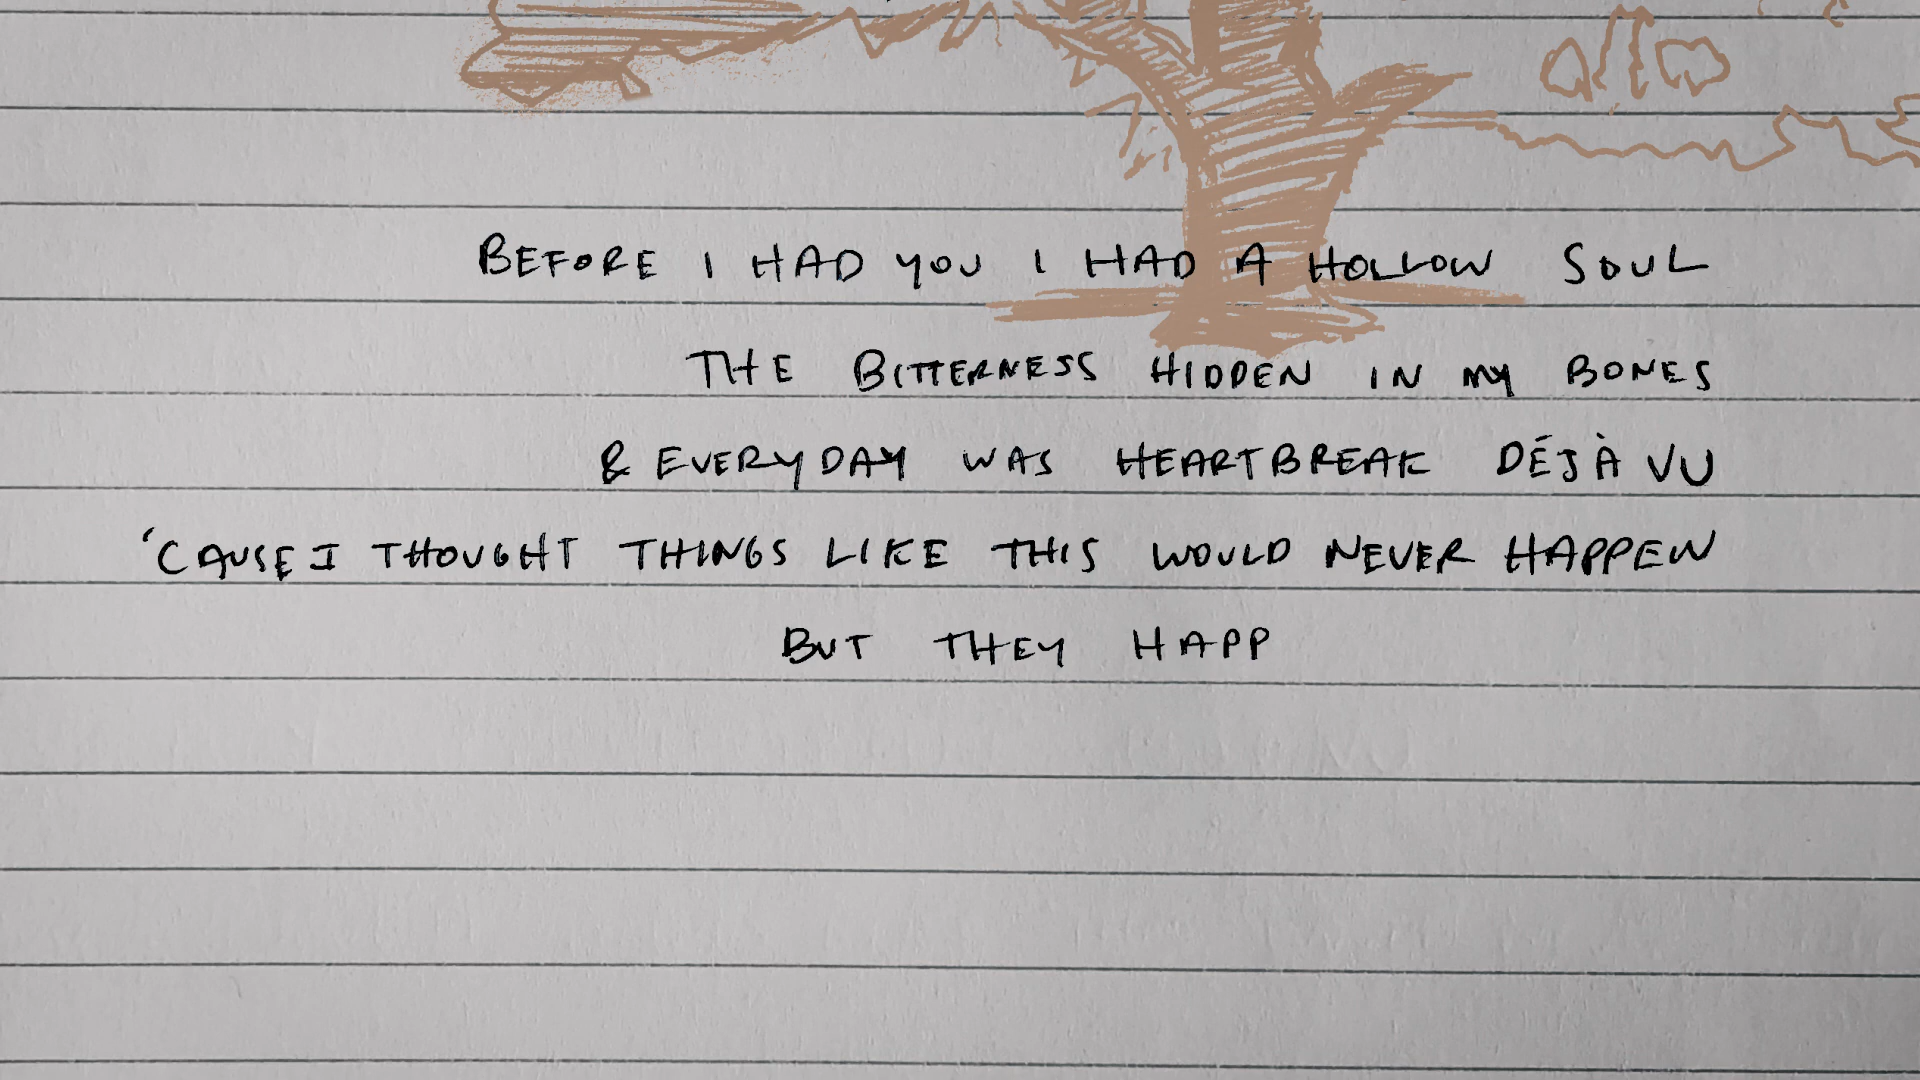 BEFORE I HAD YOU I HAD A HOLLOW SOUL
THE BITTERNESS HIDDEN IN MY BONES
& EVERYDAY WAS HEARTBREAK DÉJÀ VU
'CAUSE I THOUGHT THINGS LIKE THIS WOULD NEVER HAPPEN
BUT THEY HAPP